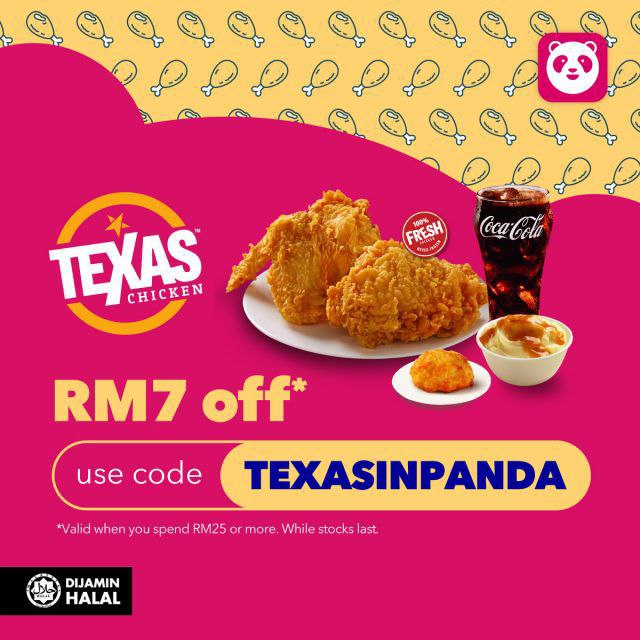 TEXAS™
CHICKEN
100%
FRESH
Coca-Cola
RM7 off*
use code
TEXASINPANDA
*Valid when you spend RM25 or more. While stocks last.
DIJAMIN
HALAL